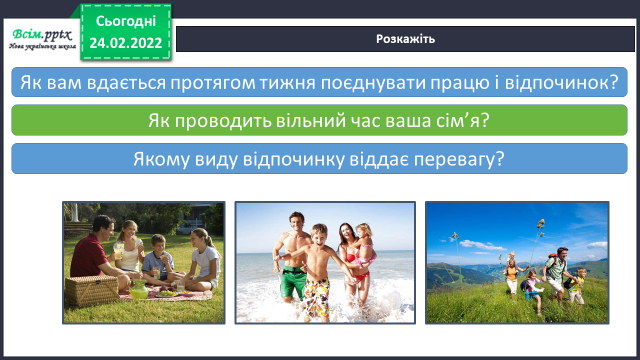 Всім.pptx
Нова українська школа
Сьогодні
24.02.2022
Розкажіть
Як вам вдається протягом тижня поєднувати працю і відпочинок?
Як проводить вільний час ваша сім’я?
Якому виду відпочинку віддає перевагу?